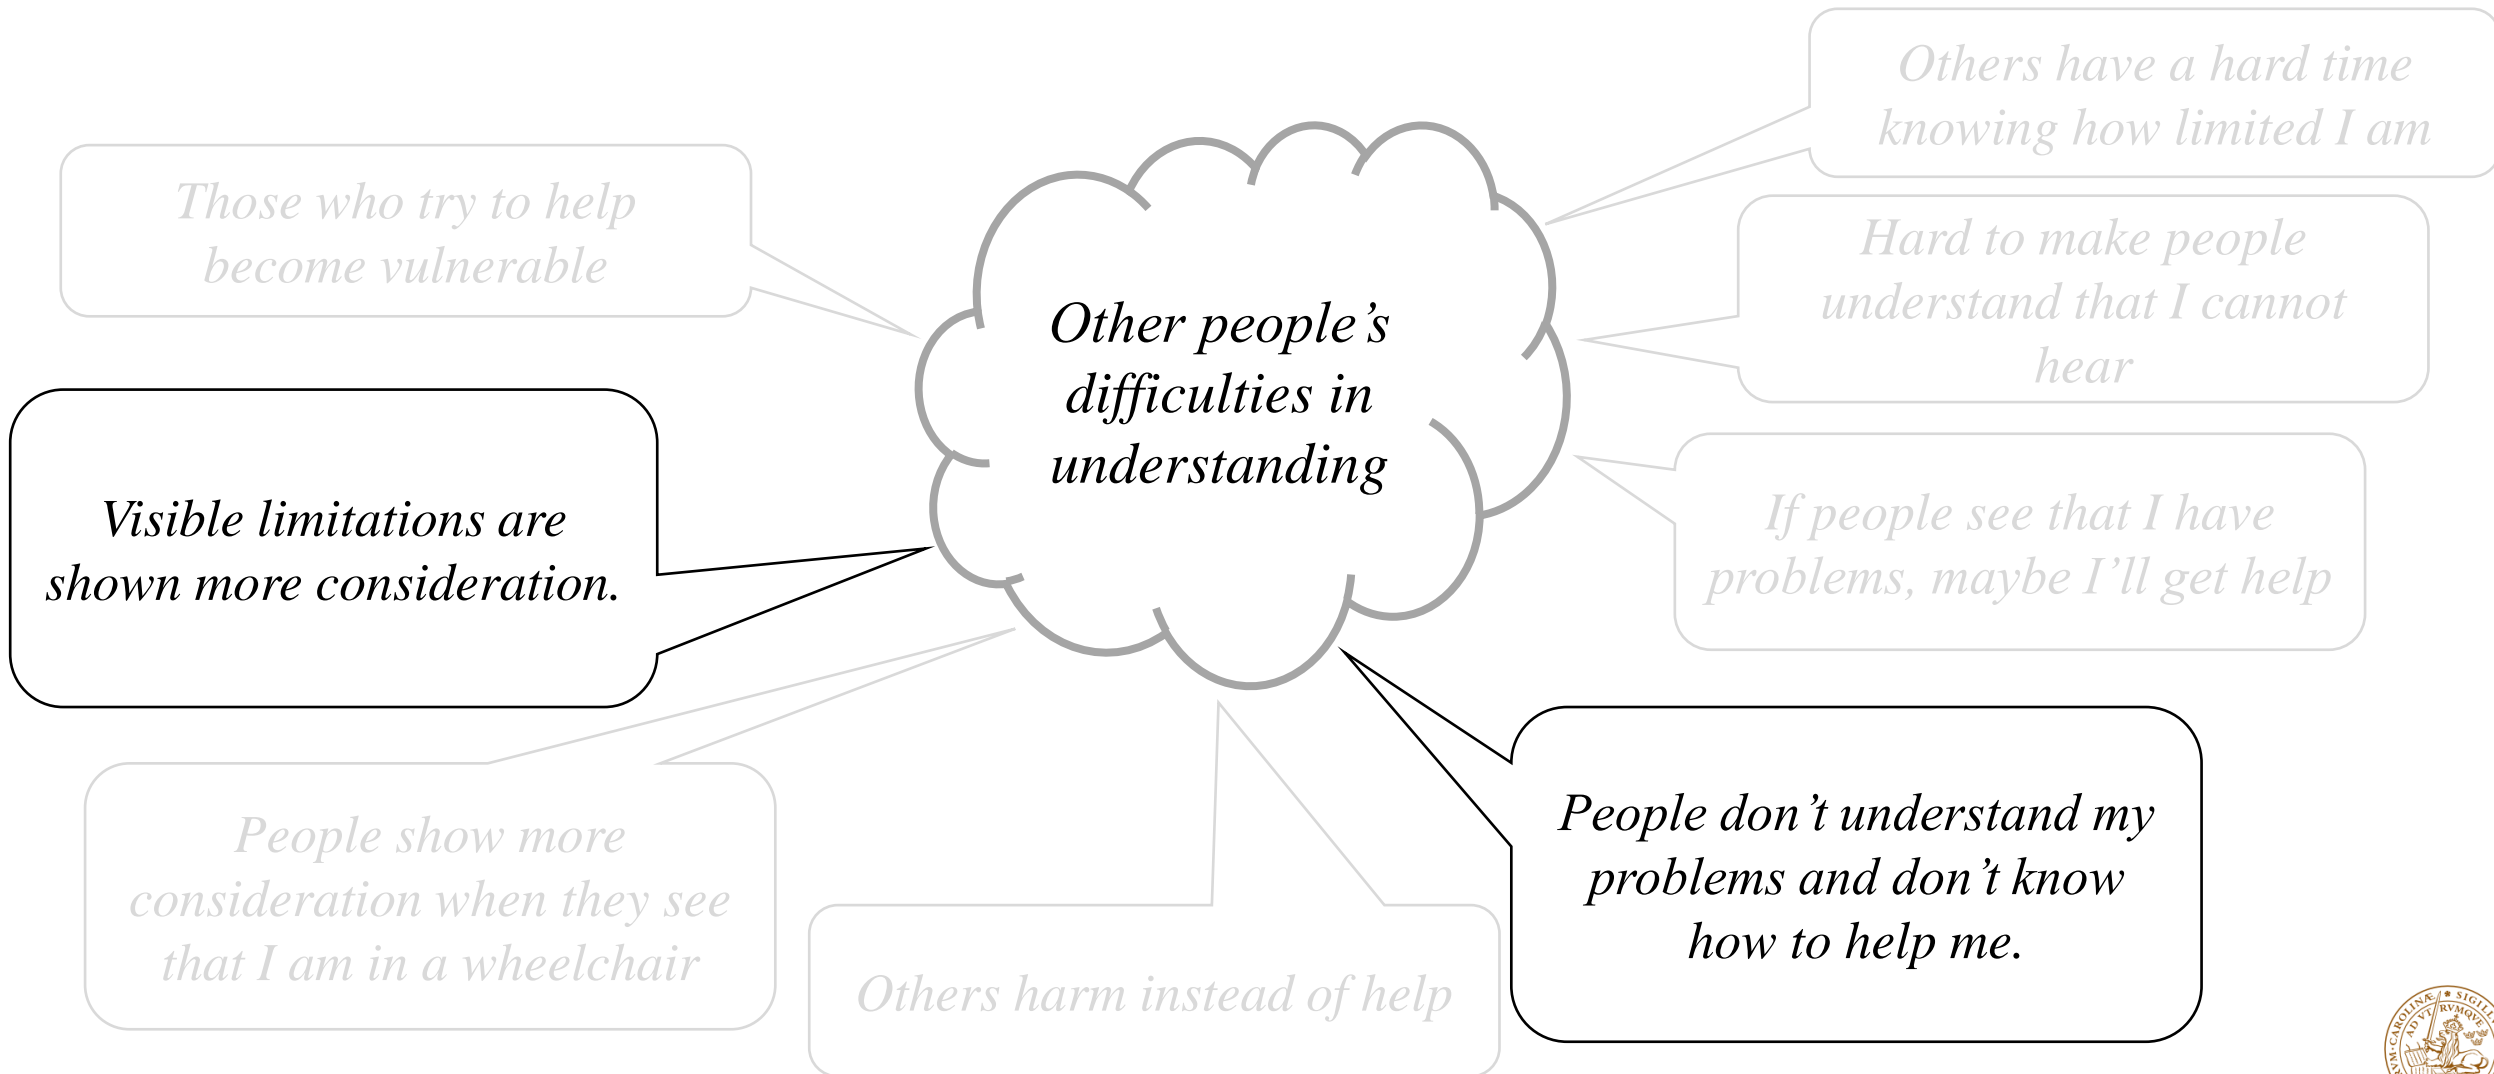 Others have a hard time
knowing how limited I am
Those who try to help
become vulnerable
Hard to make people
understand that I cannot
hear
Other people’s
difficulties in
understanding
Visible limitations are
shown more consideration.
If people see that I have
problems, maybe I’ll get help
People show more
consideration when they see
that I am in a wheelchair
People don’t understand my
problems and don’t know
how to help me.
Others harm instead of help